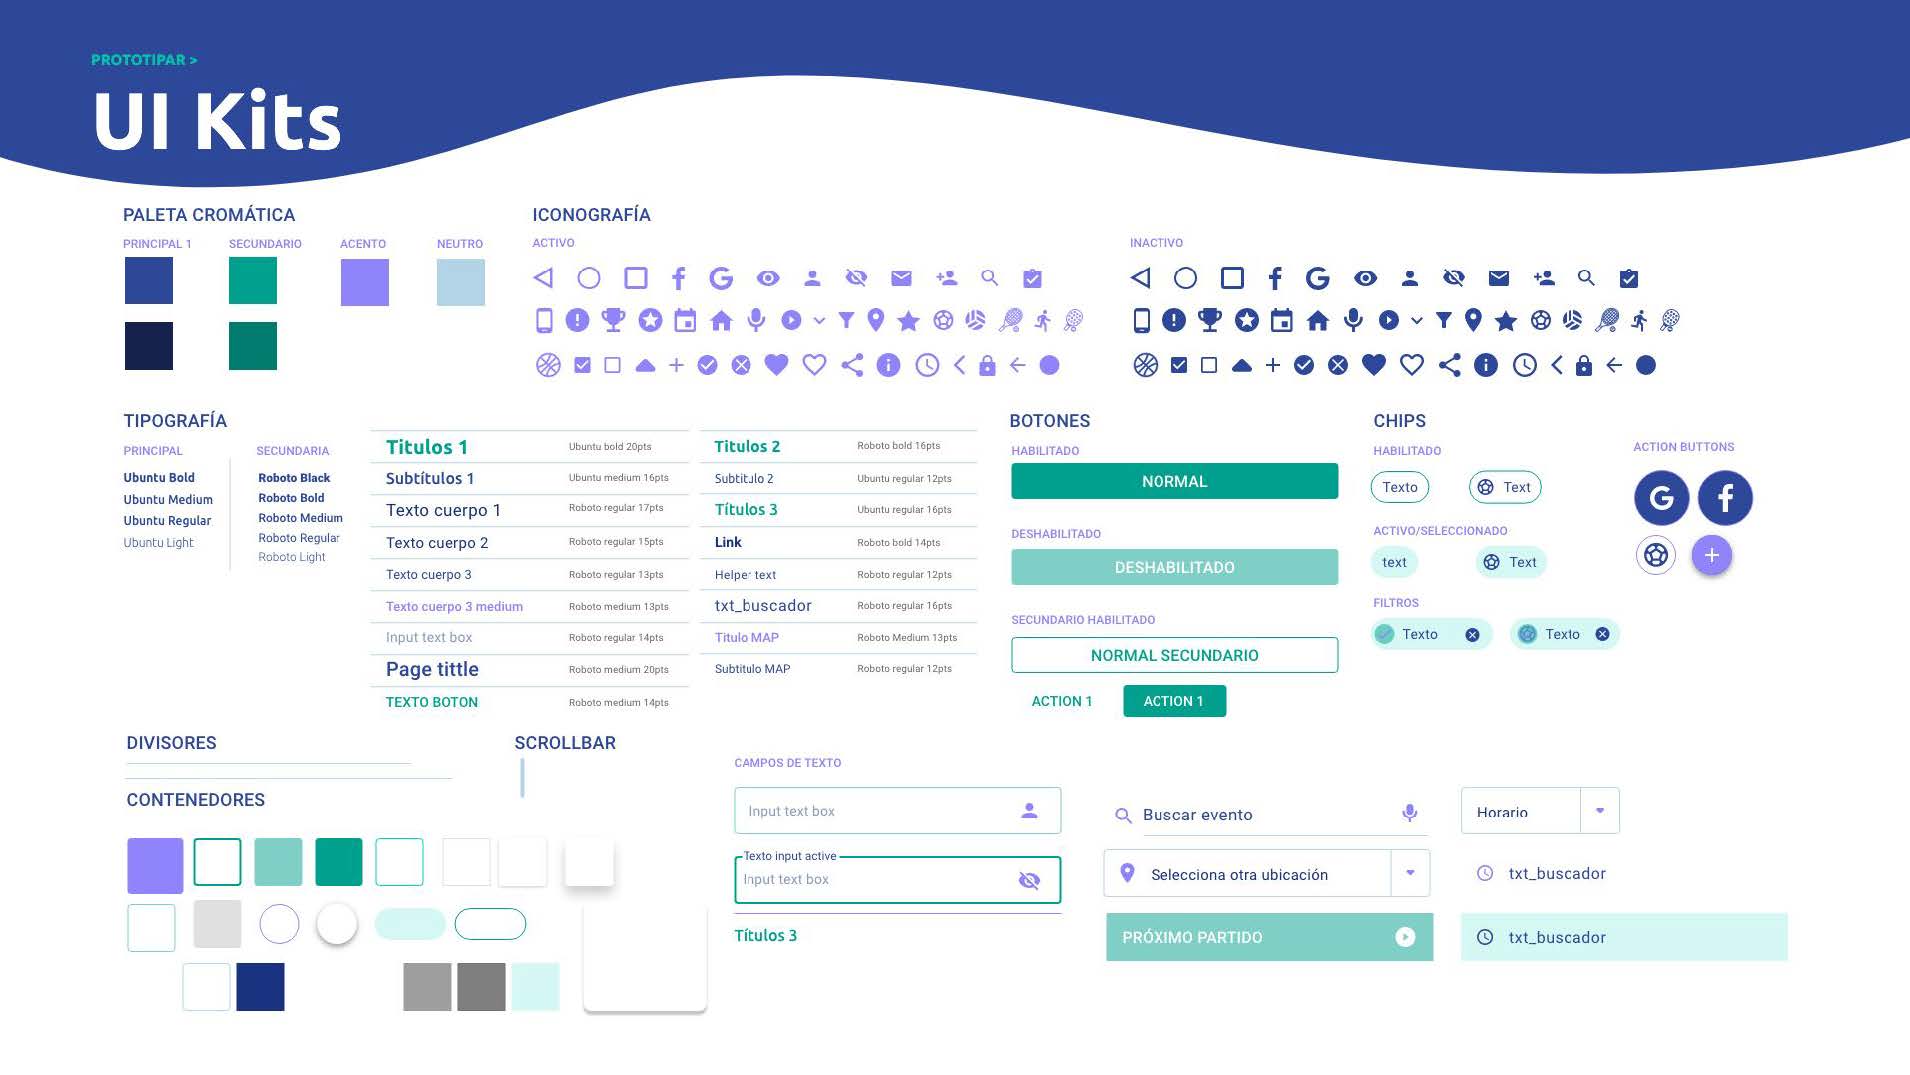 PROTOTIPAR >
UI Kits
PALETA CROMÁTICA
PRINCIPAL 1
SECUNDARIO
ACENTO
NEUTRO
ICONOGRAFÍA
ACTIVO
INACTIVO
TIPOGRAFÍA
PRINCIPAL
Ubuntu Bold
Ubuntu Medium
Ubuntu Regular
Ubuntu Light
SECUNDARIA
Roboto Black
Roboto Bold
Roboto Medium
Roboto Regular
Roboto Light
Titulos 1 Ubuntu bold 20pts
Subtítulos 1 Ubuntu medium 16pts
Texto cuerpo 1 Roboto regular 17pts
Texto cuerpo 2 Roboto regular 15pts
Texto cuerpo 3 Roboto regular 13pts
Texto cuerpo 3 medium Roboto medium 13pts
Input text box Roboto regular 14pts
Page tittle Roboto medium 20pts
TEXTO BOTON Roboto medium 14pts
Titulos 2 Roboto bold 16pts
Subtitulo 2 Ubuntu regular 12pts
Títulos 3 Ubuntu regular 16pts
Link Roboto bold 14pts
Helper text Roboto regular 12pts
txt_buscador Roboto regular 16pts
Titulo MAP Roboto Medium 13pts
Subtitulo MAP Roboto regular 12pts
BOTONES
HABILITADO
NORMAL
DESHABILITADO
DESHABILITADO
SECUNDARIO HABILITADO
NORMAL SECUNDARIO
ACTION 1
ACTION 1
CHIPS
HABILITADO
Texto
Text
ACTIVO/SELECCIONADO
text
Text
FILTROS
Texto
Texto
ACTION BUTTONS
DIVISORES
SCROLLBAR
CONTENEDORES
CAMPOS DE TEXTO
Input text box
Texto input active
Input text box
Títulos 3
Buscar evento
Selecciona otra ubicación
PRÓXIMO PARTIDO
Horario
txt_buscador
txt_buscador